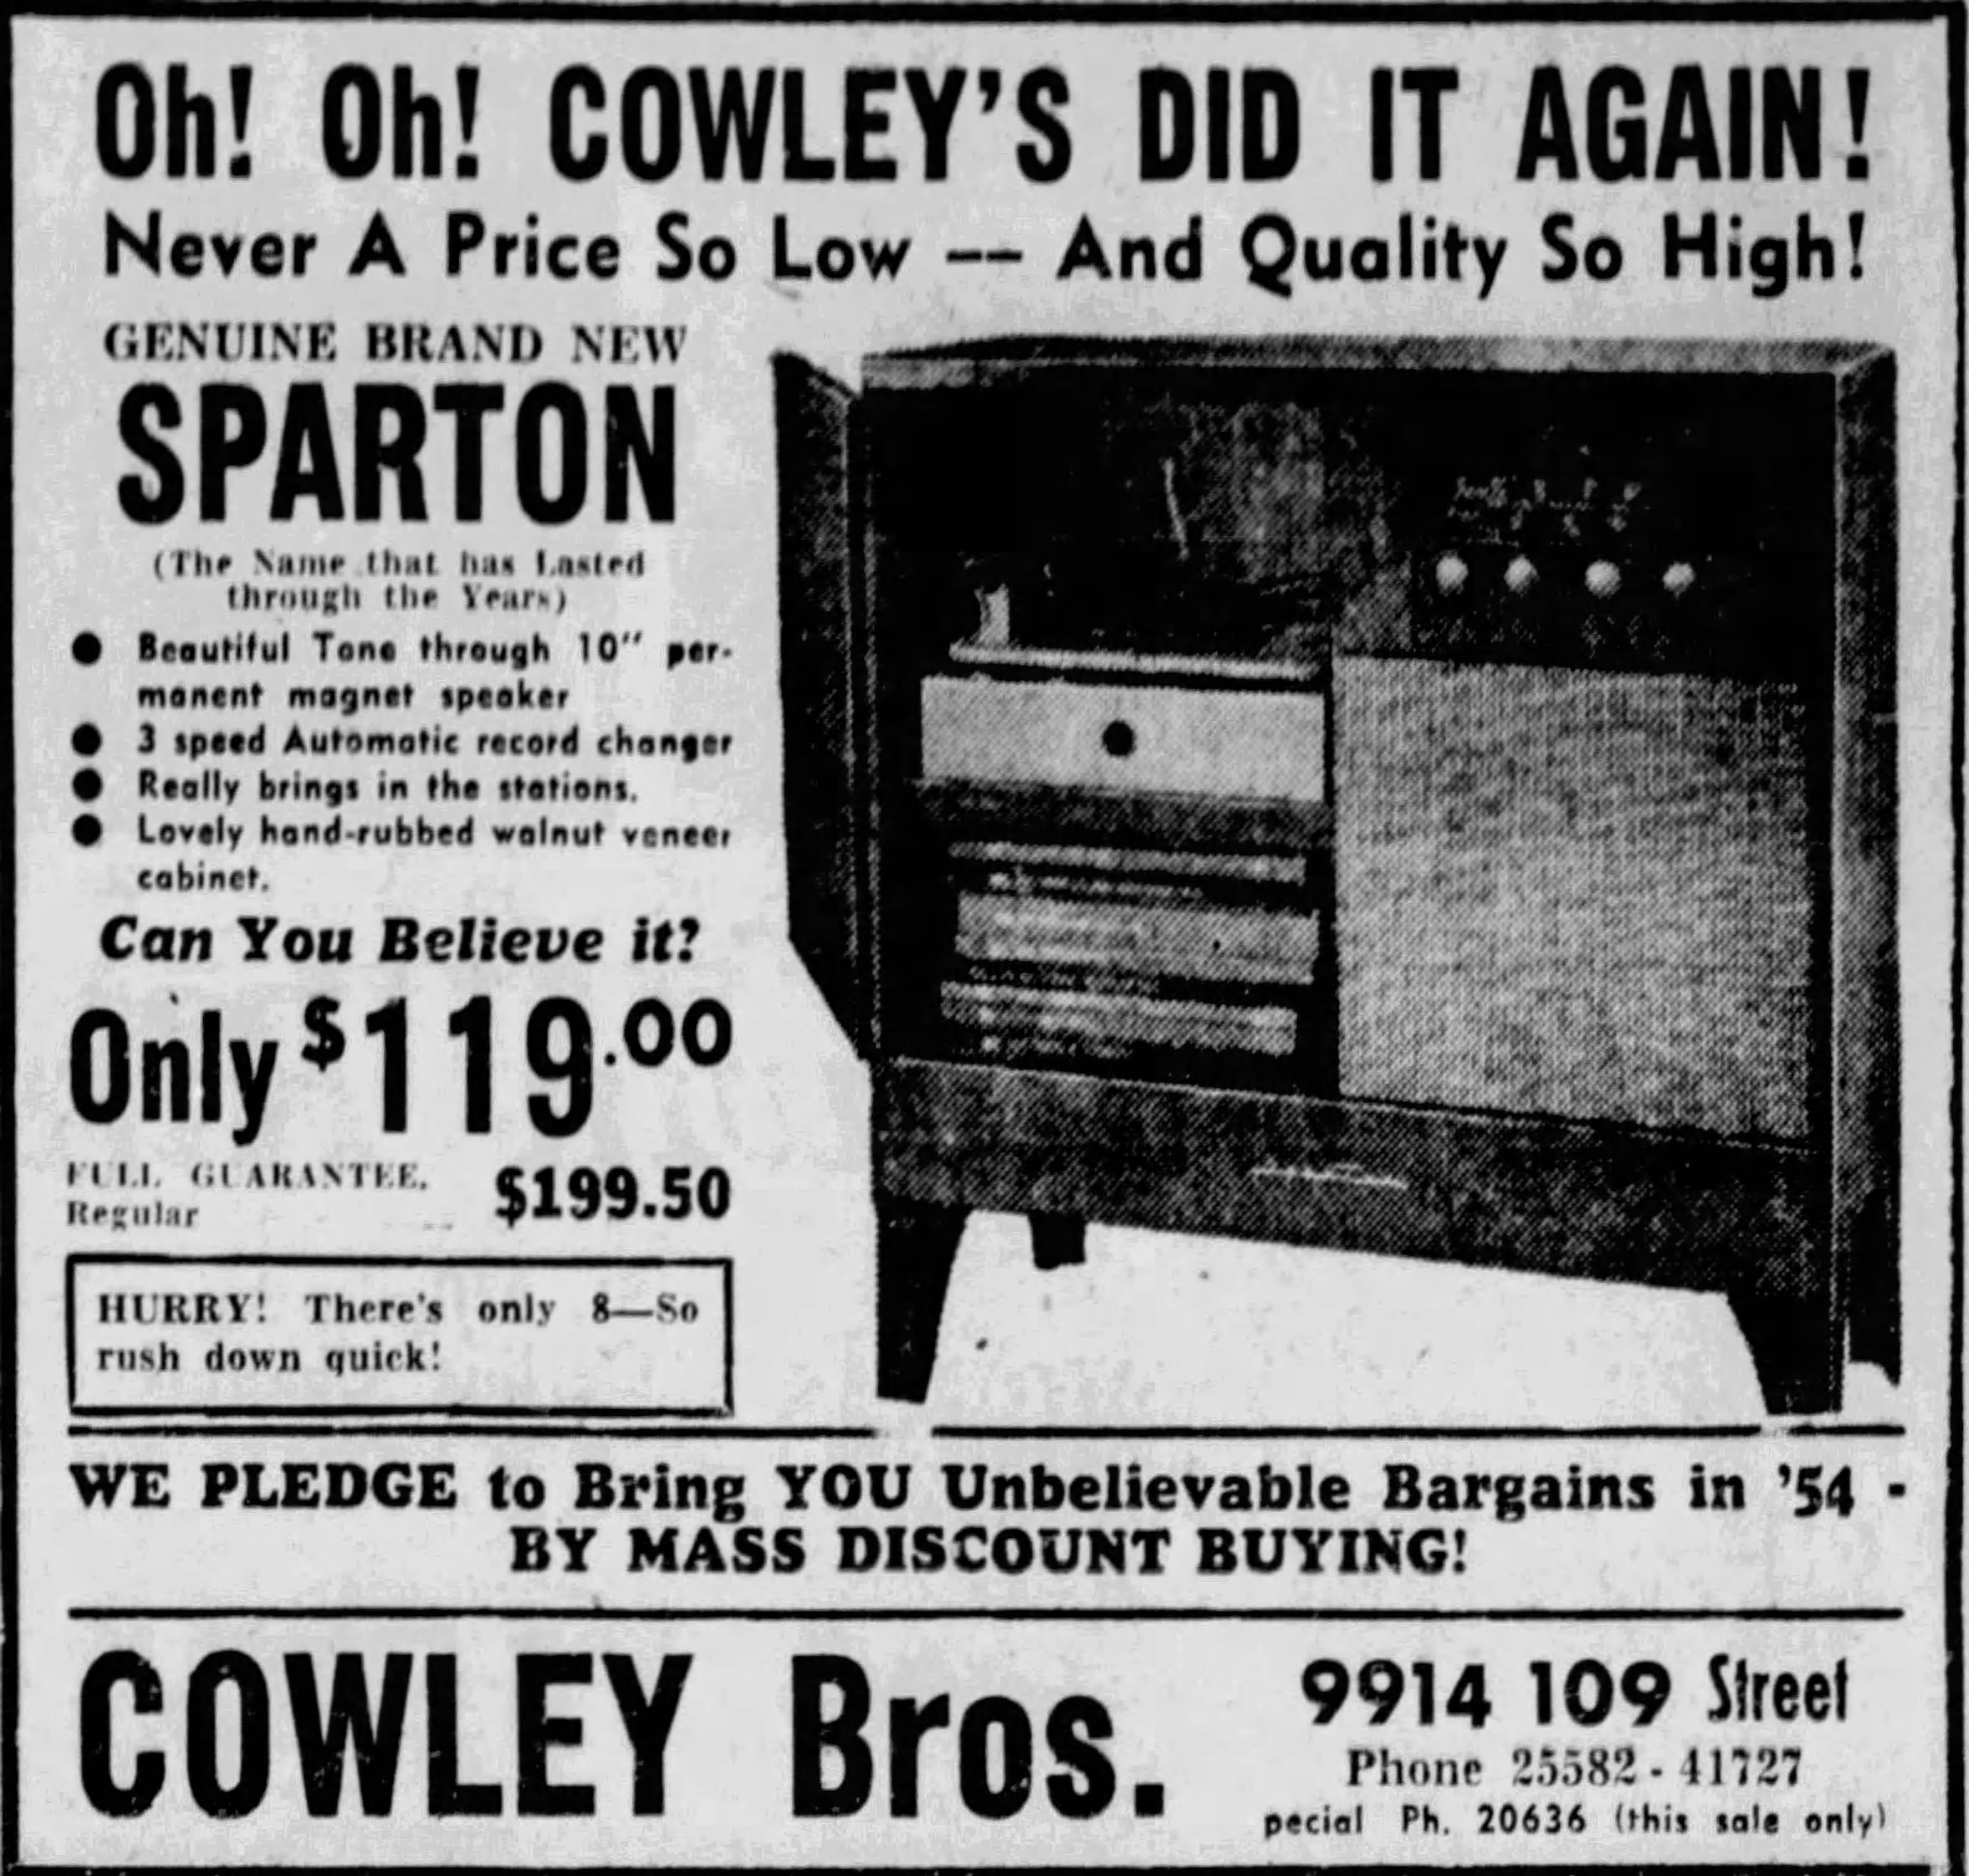 Oh! Oh! COWLEY'S DID IT AGAIN!
Never A Price So Low -- And Quality So High!
GENUINE BRAND NEW
SPARTON
(The Name that has Lasted
through the Years)
● Beautiful Tone through 10" per-
manent magnet speaker
● 3 speed Automatic record changer
● Really brings in the stations.
● Lovely hand-rubbed walnut veneer
cabinet.
Can You Believe it?
Only $119.00
FULL GUARANTEE.
Regular $199.50
HURRY! There's only 8—So
rush down quick!
WE PLEDGE to Bring YOU Unbelievable Bargains in '54 -
BY MASS DISCOUNT BUYING!
COWLEY Bros.
9914 109 Street
Phone 25582 - 41727
pecial Ph. 20636 (this sale only)